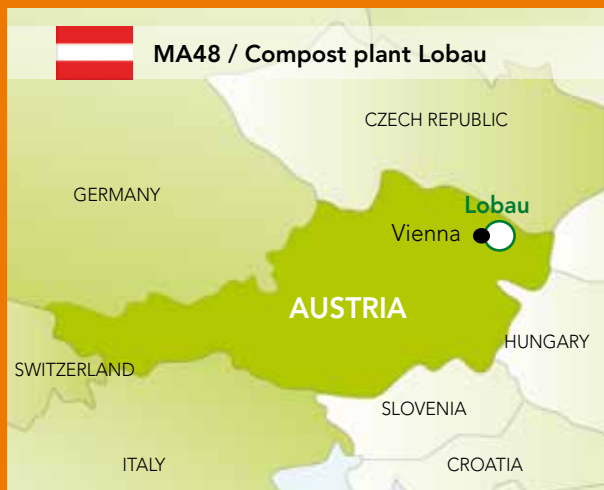 MA48 / Compost plant Lobau
CZECH REPUBLIC
GERMANY
Lobau
Vienna
AUSTRIA
HUNGARY
SWITZERLAND
SLOVENIA
ITALY
CROATIA